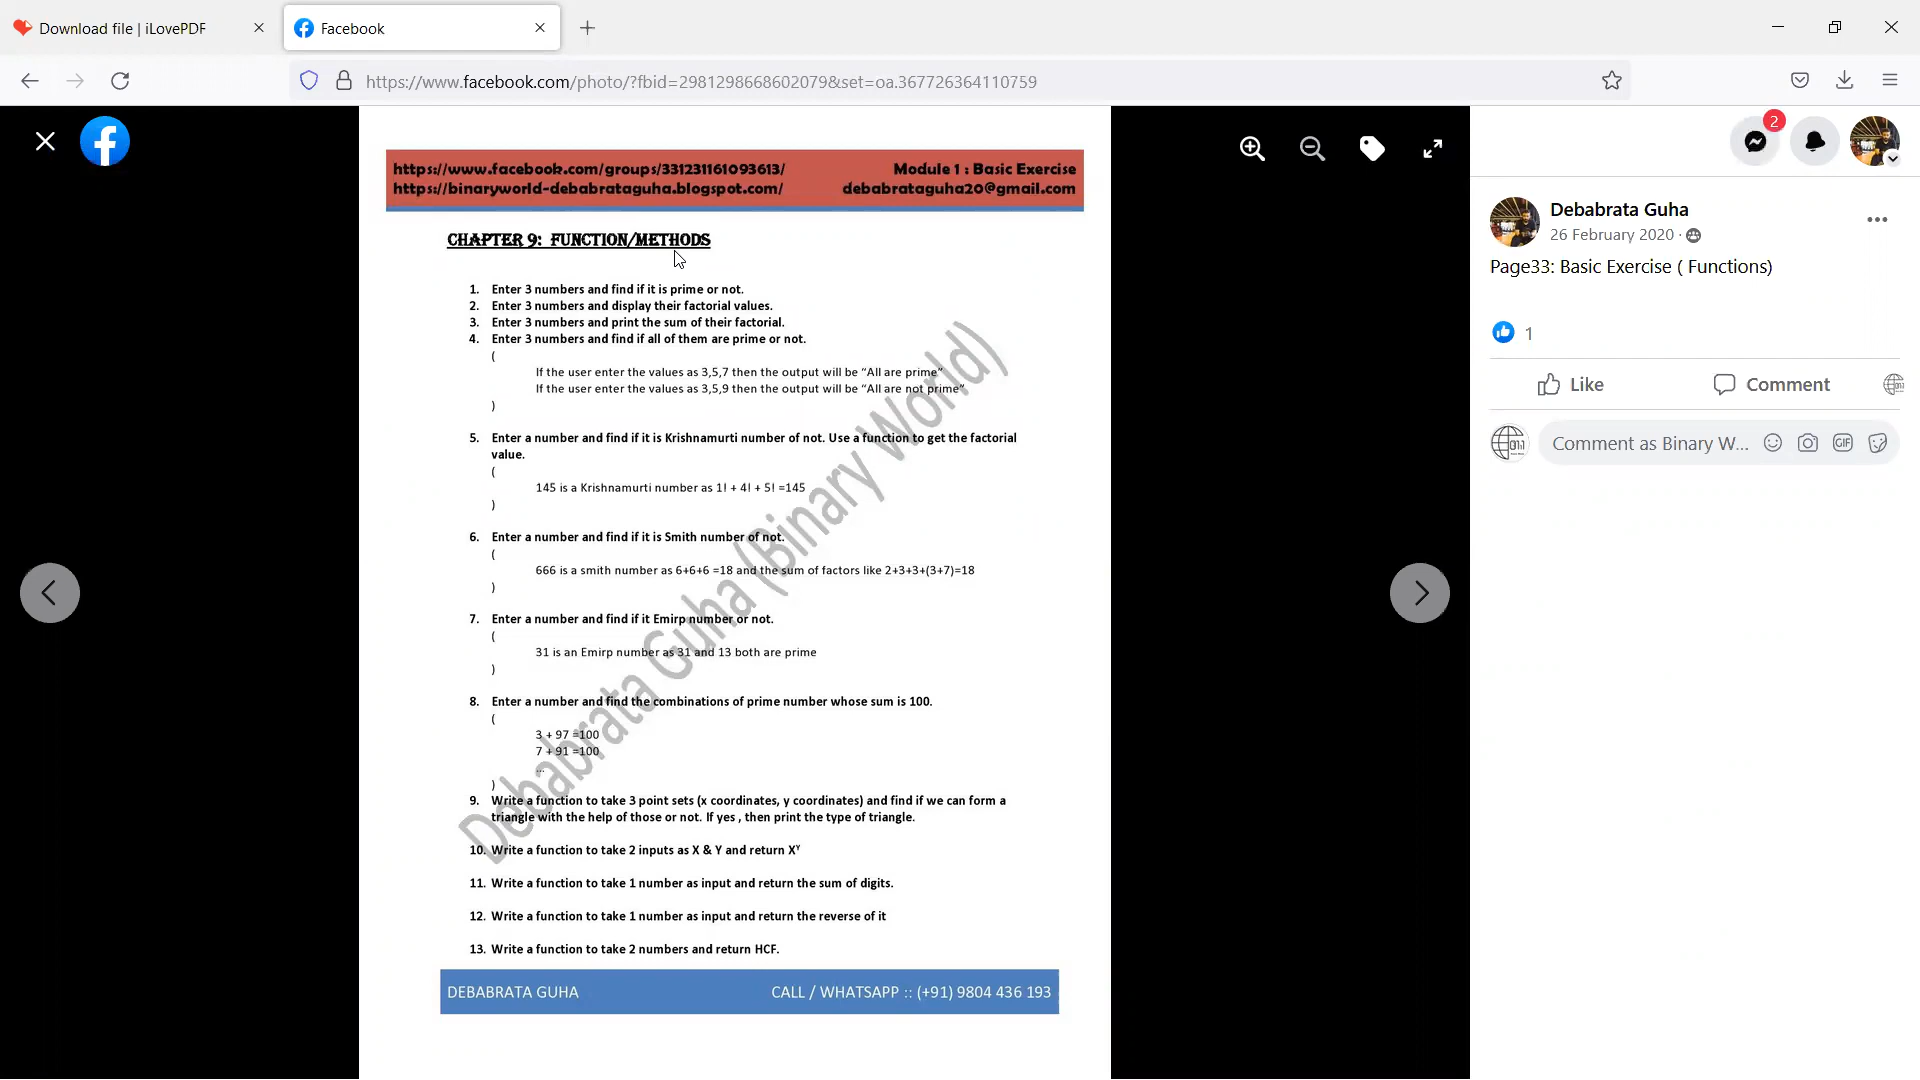 Download file | iLovePDF
Facebook
https://www.facebook.com/photo/?fbid=2981298668602079&set=oa.367726364110759
https://www.facebook.com/groups/331231161093613/ Module 1 : Basic Exercise
https://binaryworld-debabrataguha.blogspot.com/ debabrataguha20@gmail.com
CHAPTER 9: FUNCTION/METHODS
1. Enter 3 numbers and find if it is prime or not.
2. Enter 3 numbers and display their factorial values.
3. Enter 3 numbers and print the sum of their factorial.
4. Enter 3 numbers and find if all of them are prime or not.
(
If the user enter the values as 3,5,7 then the output will be “All are prime”
If the user enter the values as 3,5,9 then the output will be “All are not prime”
)
5. Enter a number and find if it is Krishnamurti number of not. Use a function to get the factorial
value.
(
145 is a Krishnamurti number as 1! + 4! + 5! =145
)
6. Enter a number and find if it is Smith number of not.
(
666 is a smith number as 6+6+6 =18 and the sum of factors like 2+3+3+(3+7)=18
)
7. Enter a number and find if it Emirp number or not.
(
31 is an Emirp number as 31 and 13 both are prime
)
8. Enter a number and find the combinations of prime number whose sum is 100.
(
3 + 97 =100
7 + 91 =100
...
)
9. Write a function to take 3 point sets (x coordinates, y coordinates) and find if we can form a
triangle with the help of those or not. If yes , then print the type of triangle.
10. Write a function to take 2 inputs as X & Y and return Xʸ
11. Write a function to take 1 number as input and return the sum of digits.
12. Write a function to take 1 number as input and return the reverse of it
13. Write a function to take 2 numbers and return HCF.
Debabrata Guha (Binary World)
DEBABRATA GUHA CALL / WHATSAPP :: (+91) 9804 436 193
2
Debabrata Guha
26 February 2020 ·
Page33: Basic Exercise ( Functions)
1
Like Comment
Comment as Binary W... GIF